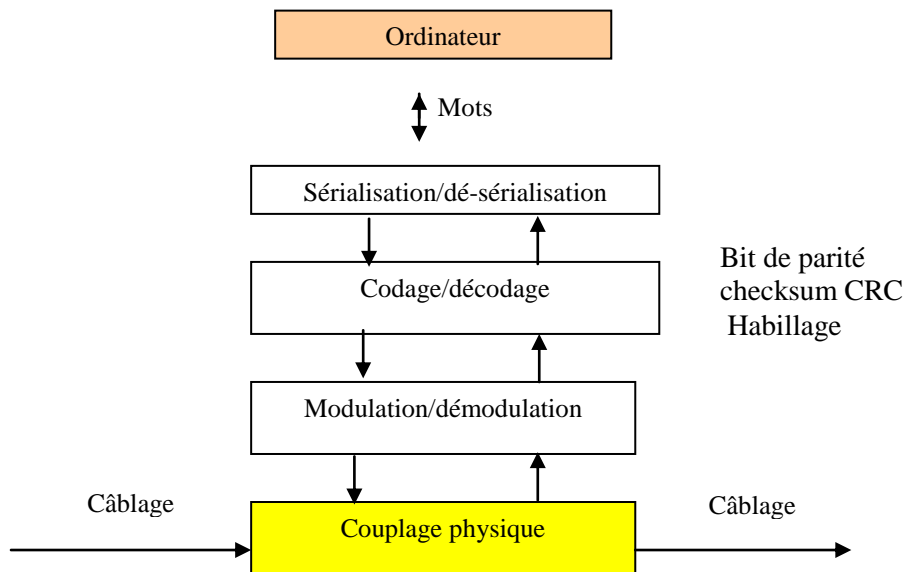 Ordinateur
Mots
Sérialisation/dé-sérialisation
Codage/décodage
Bit de parité
checksum CRC
Habillage
Modulation/démodulation
Câblage
Couplage physique
Câblage